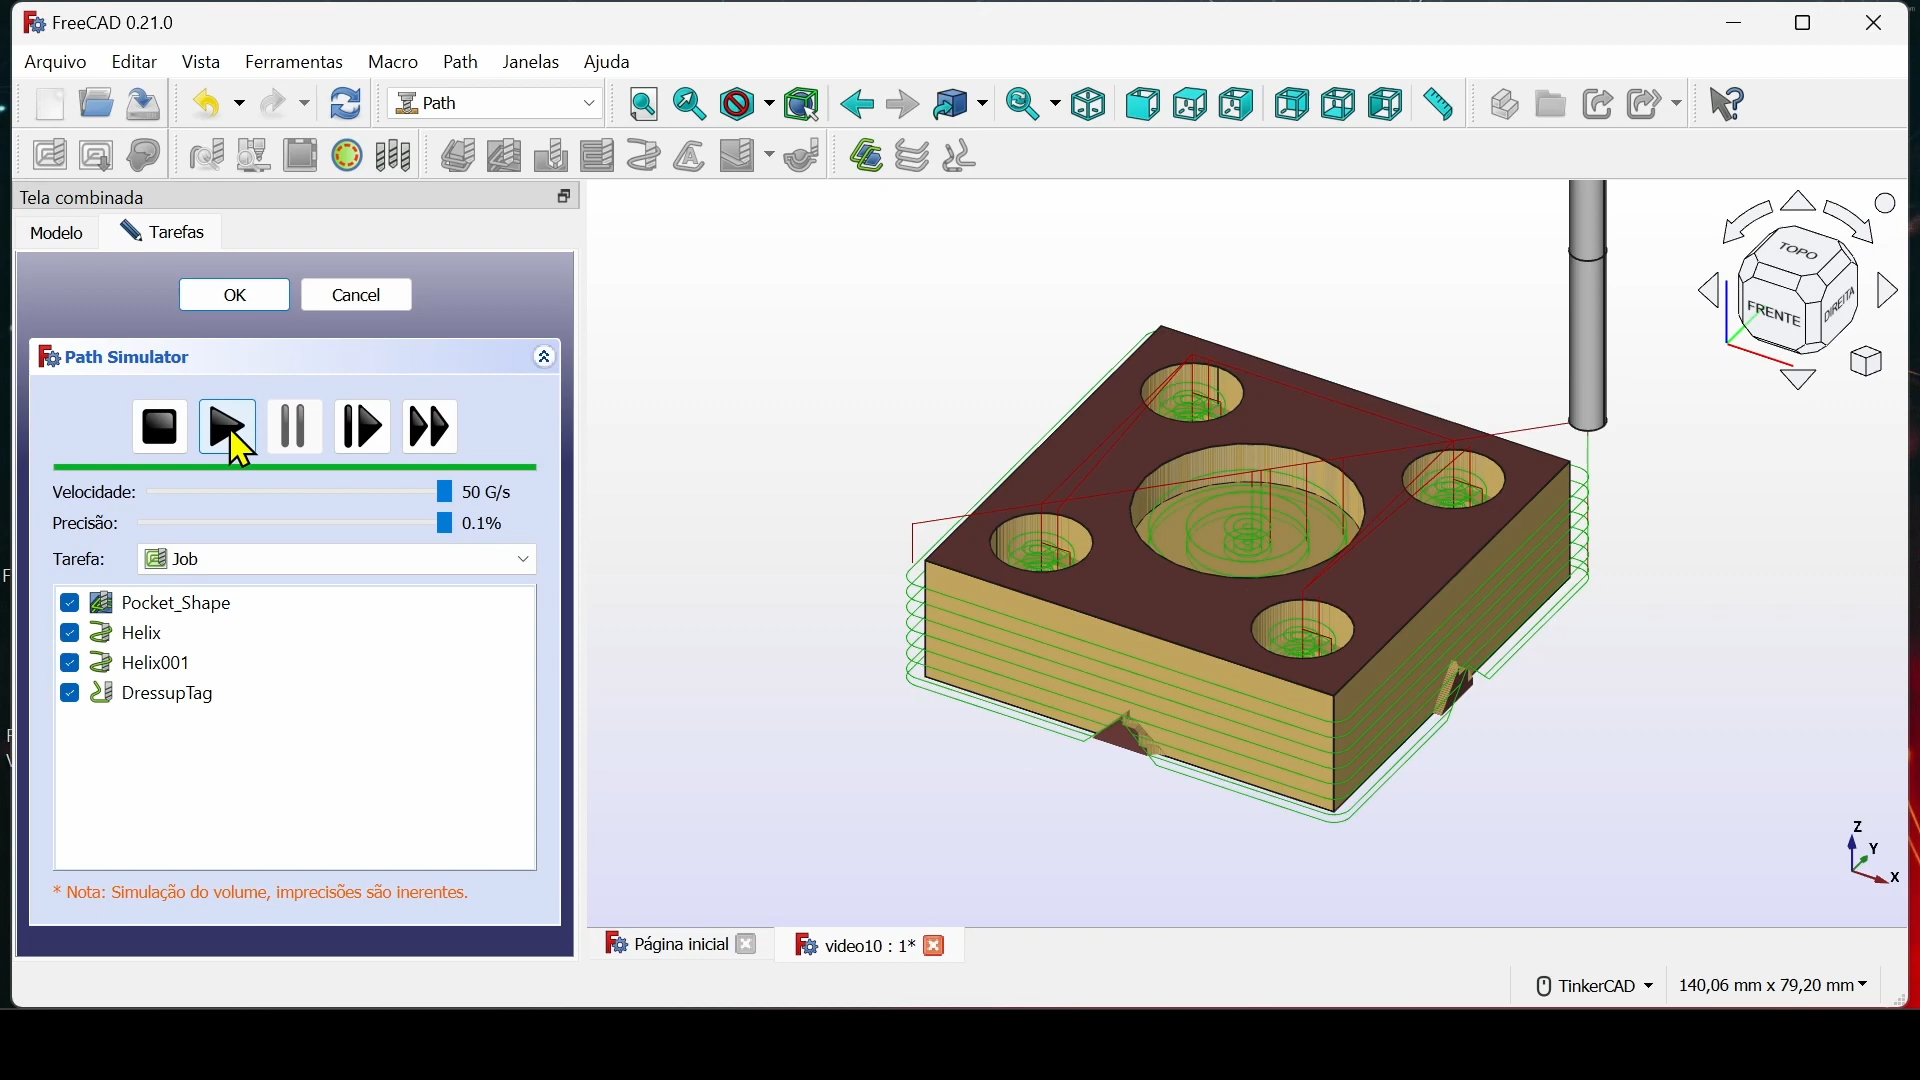 FreeCAD 0.21.0
Arquivo Editar Vista Ferramentas Macro Path Janelas Ajuda
Path
Tela combinada
Modelo Tarefas
OK Cancel
Path Simulator
Velocidade: 50 G/s
Precisão: 0.1%
Tarefa: Job
Pocket_Shape
Helix
Helix001
DressupTag
* Nota: Simulação do volume, imprecisões são inerentes.
TOPO
FRENTE
DIREITA
Z
Y
X
Página inicial video10 : 1*
TinkerCAD 140,06 mm x 79,20 mm